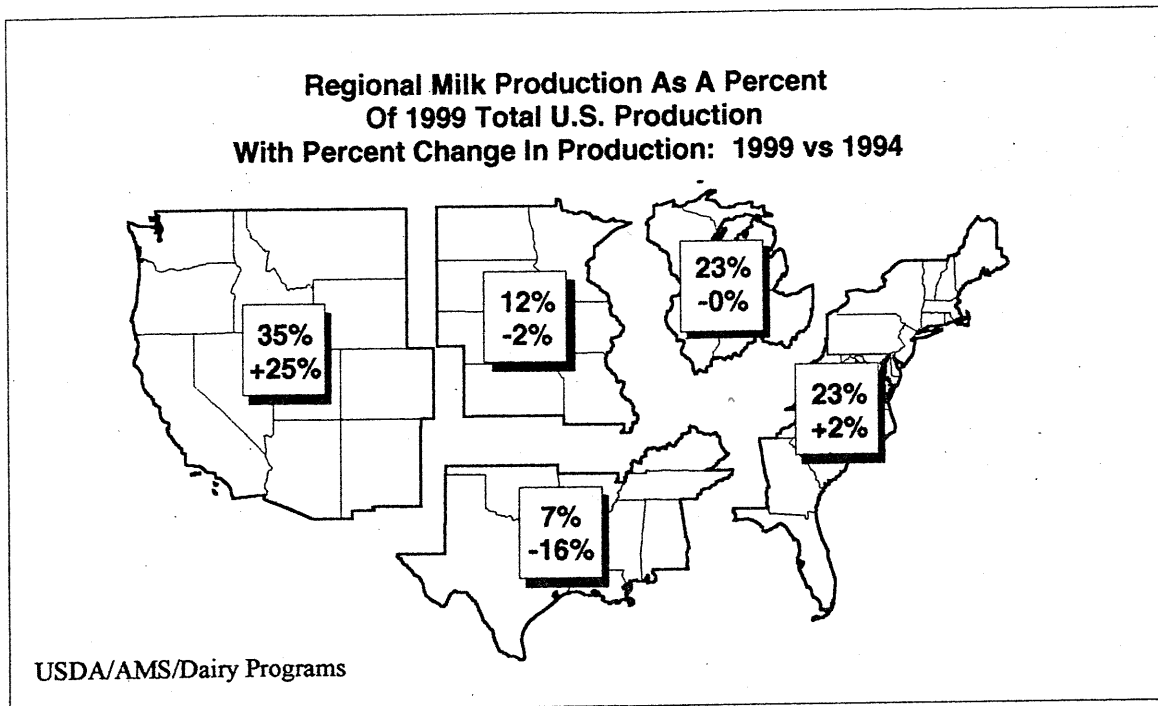 Regional Milk Production As A Percent
Of 1999 Total U.S. Production
With Percent Change In Production: 1999 vs 1994
35%
+25%
12%
-2%
23%
-0%
23%
+2%
7%
-16%
USDA/AMS/Dairy Programs